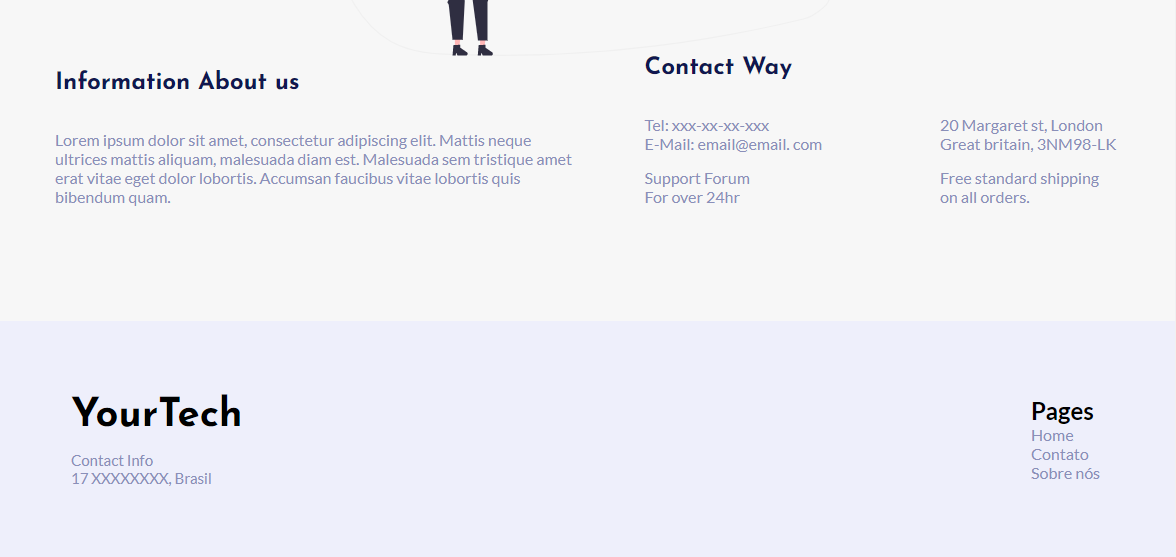 Information About us
Lorem ipsum dolor sit amet, consectetur adipiscing elit. Mattis neque
ultrices mattis aliquam, malesuada diam est. Malesuada sem tristique amet
erat vitae eget dolor lobortis. Accumsan faucibus vitae lobortis quis
bibendum quam.
Contact Way
Tel: xxx-xx-xx-xxx
E-Mail: email@email. com
Support Forum
For over 24hr
20 Margaret st, London
Great britain, 3NM98-LK
Free standard shipping
on all orders.
YourTech
Contact Info
17 XXXXXXXX, Brasil
Pages
Home
Contato
Sobre nós